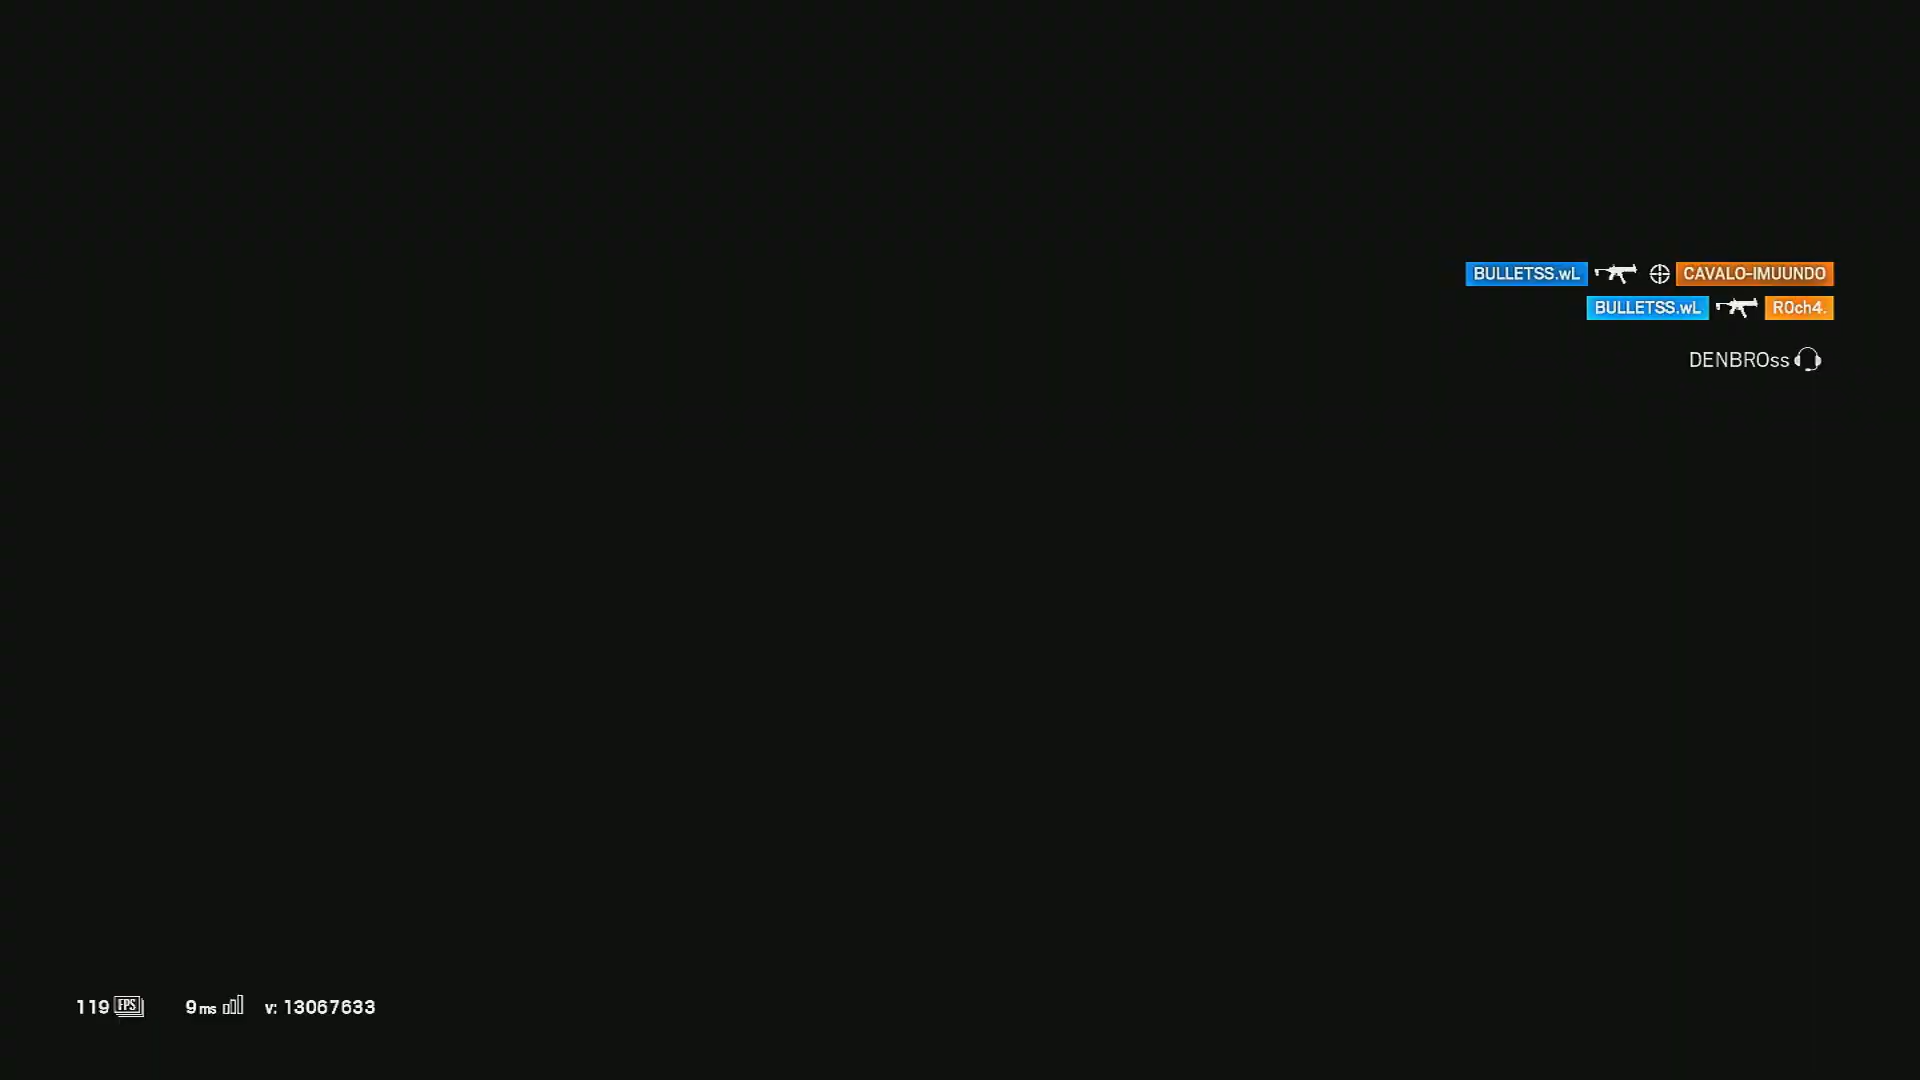 BULLETSS.wL CAVALO-IMUUNDO
BULLETSS.wL R0ch4.
DENBROss
119 FPS 9 ms v: 13067633